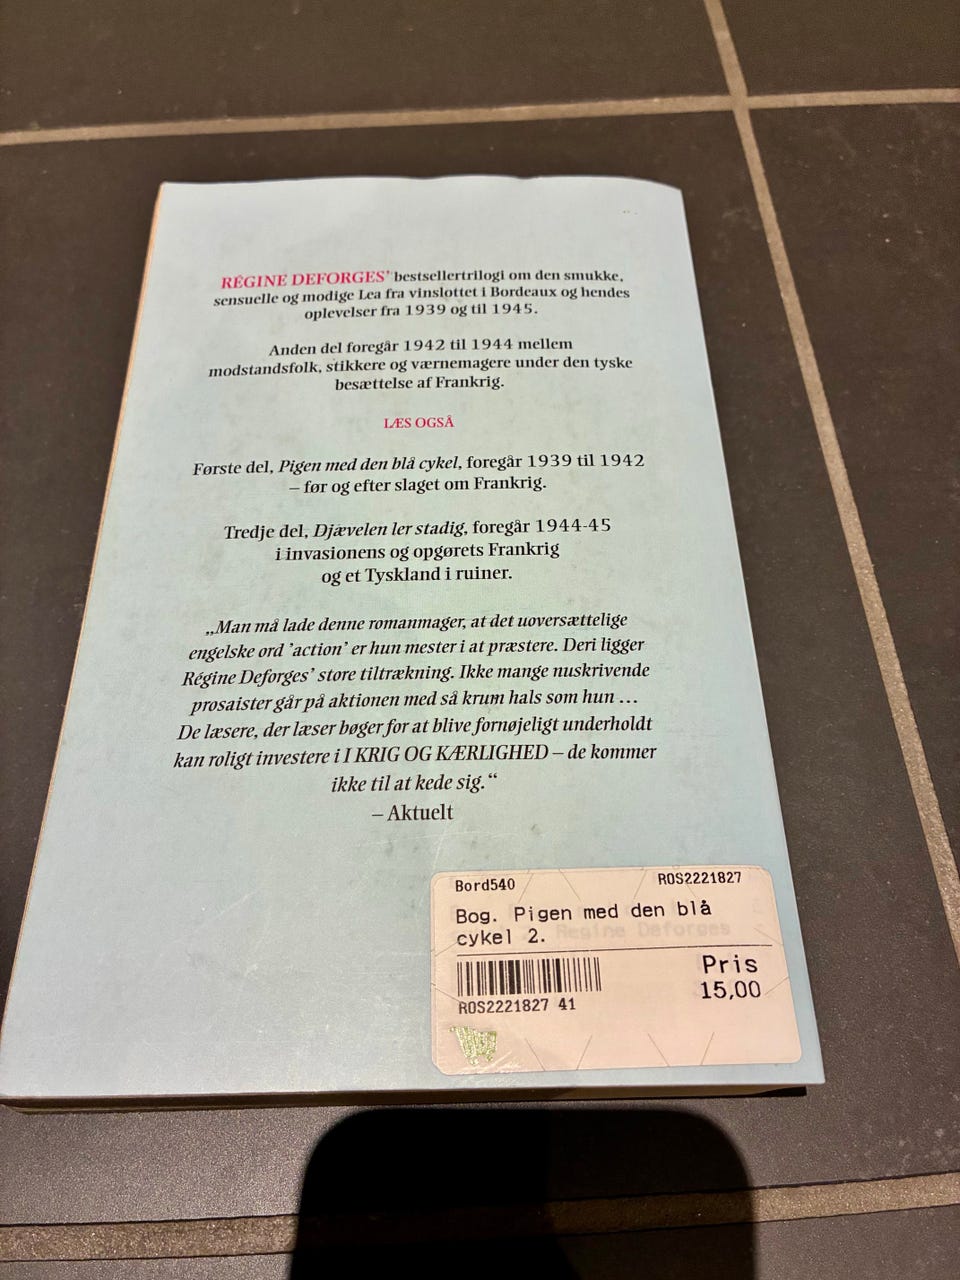 RÉGINE DEFORGES' bestsellertrilogi om den smukke,
sensuelle og modige Lea fra vinslottet i Bordeaux og hendes
oplevelser fra 1939 og til 1945.
Anden del foregår 1942 til 1944 mellem
modstandsfolk, stikkere og værnemagere under den tyske
besættelse af Frankrig.
LÆS OGSÅ
Første del, Pigen med den blå cykel, foregår 1939 til 1942
– før og efter slaget om Frankrig.
Tredje del, Djævelen ler stadig, foregår 1944-45
i invasionens og opgørets Frankrig
og et Tyskland i ruiner.
„Man må lade denne romanmager, at det uoversættelige
engelske ord 'action' er hun mester i at præstere. Deri ligger
Régine Deforges' store tiltrækning. Ikke mange nuskrivende
prosaister går på aktionen med så krum hals som hun …
De læsere, der læser bøger for at blive fornøjeligt underholdt
kan roligt investere i I KRIG OG KÆRLIGHED – de kommer
ikke til at kede sig.“
– Aktuelt
Bord540 ROS2221827
Bog. Pigen med den blå
cykel 2. Regine Deforges
Pris
15,00
ROS2221827 41